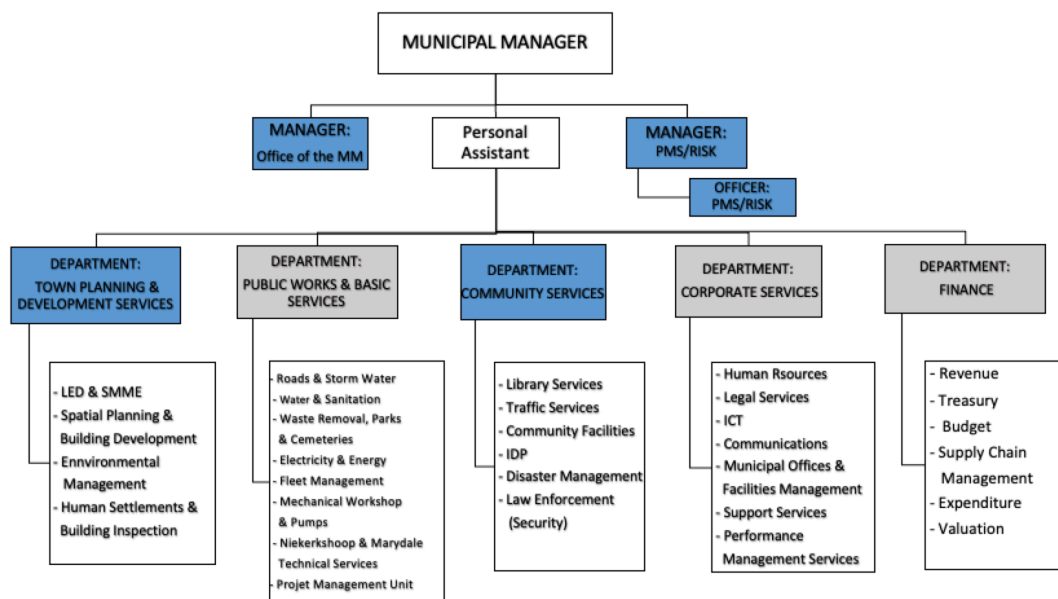 MUNICIPAL MANAGER
MANAGER:
Office of the MM
Personal
Assistant
MANAGER:
PMS/RISK
OFFICER:
PMS/RISK
DEPARTMENT:
TOWN PLANNING &
DEVELOPMENT SERVICES
DEPARTMENT:
PUBLIC WORKS & BASIC
SERVICES
DEPARTMENT:
COMMUNITY SERVICES
DEPARTMENT:
CORPORATE SERVICES
DEPARTMENT:
FINANCE
- LED & SMME
- Spatial Planning &
Building Development
- Ennvironmental
Management
- Human Settlements &
Building Inspection
- Roads & Storm Water
- Water & Sanitation
- Waste Removal, Parks
& Cemeteries
- Electricity & Energy
- Fleet Management
- Mechanical Workshop
& Pumps
- Niekerkshoop & Marydale
Technical Services
- Projet Management Unit
- Library Services
- Traffic Services
- Community Facilities
- IDP
- Disaster Management
- Law Enforcement
(Security)
- Human Rsources
- Legal Services
- ICT
- Communications
- Municipal Offices &
Facilities Management
- Support Services
- Performance
Management Services
- Revenue
- Treasury
- Budget
- Supply Chain
Management
- Expenditure
- Valuation